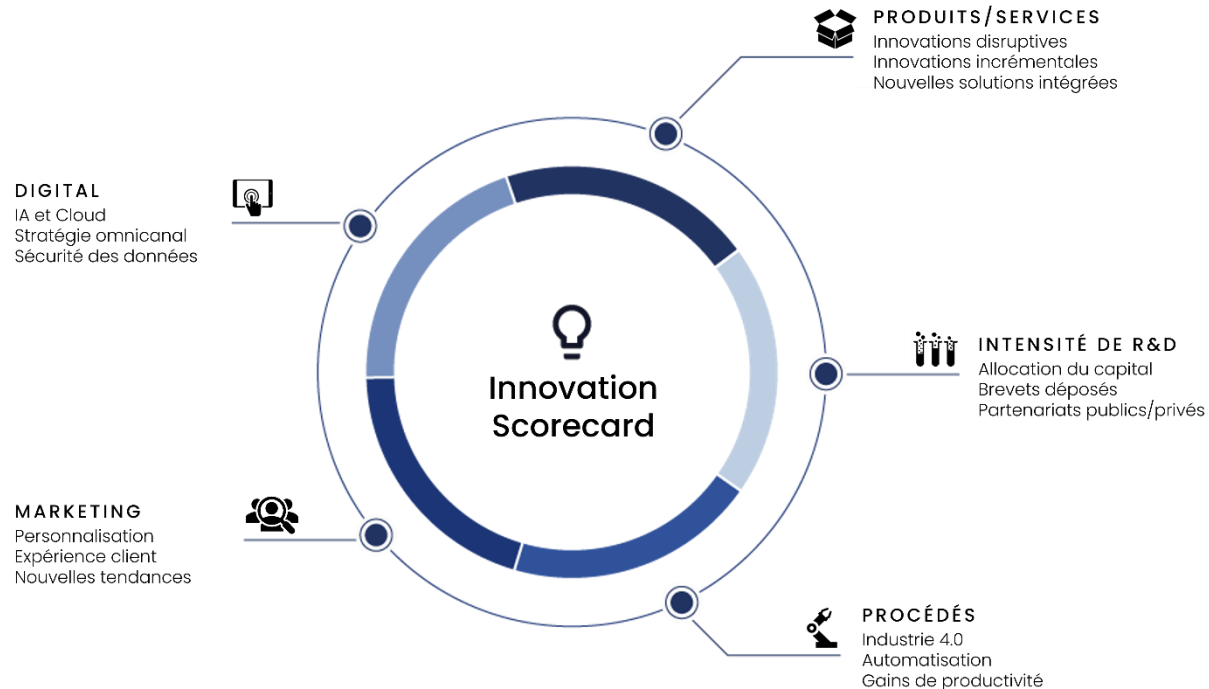 PRODUITS/SERVICES
Innovations disruptives
Innovations incrémentales
Nouvelles solutions intégrées
DIGITAL
IA et Cloud
Stratégie omnicanal
Sécurité des données
Innovation
Scorecard
INTENSITÉ DE R&D
Allocation du capital
Brevets déposés
Partenariats publics/privés
MARKETING
Personnalisation
Expérience client
Nouvelles tendances
PROCÉDÉS
Industrie 4.0
Automatisation
Gains de productivité